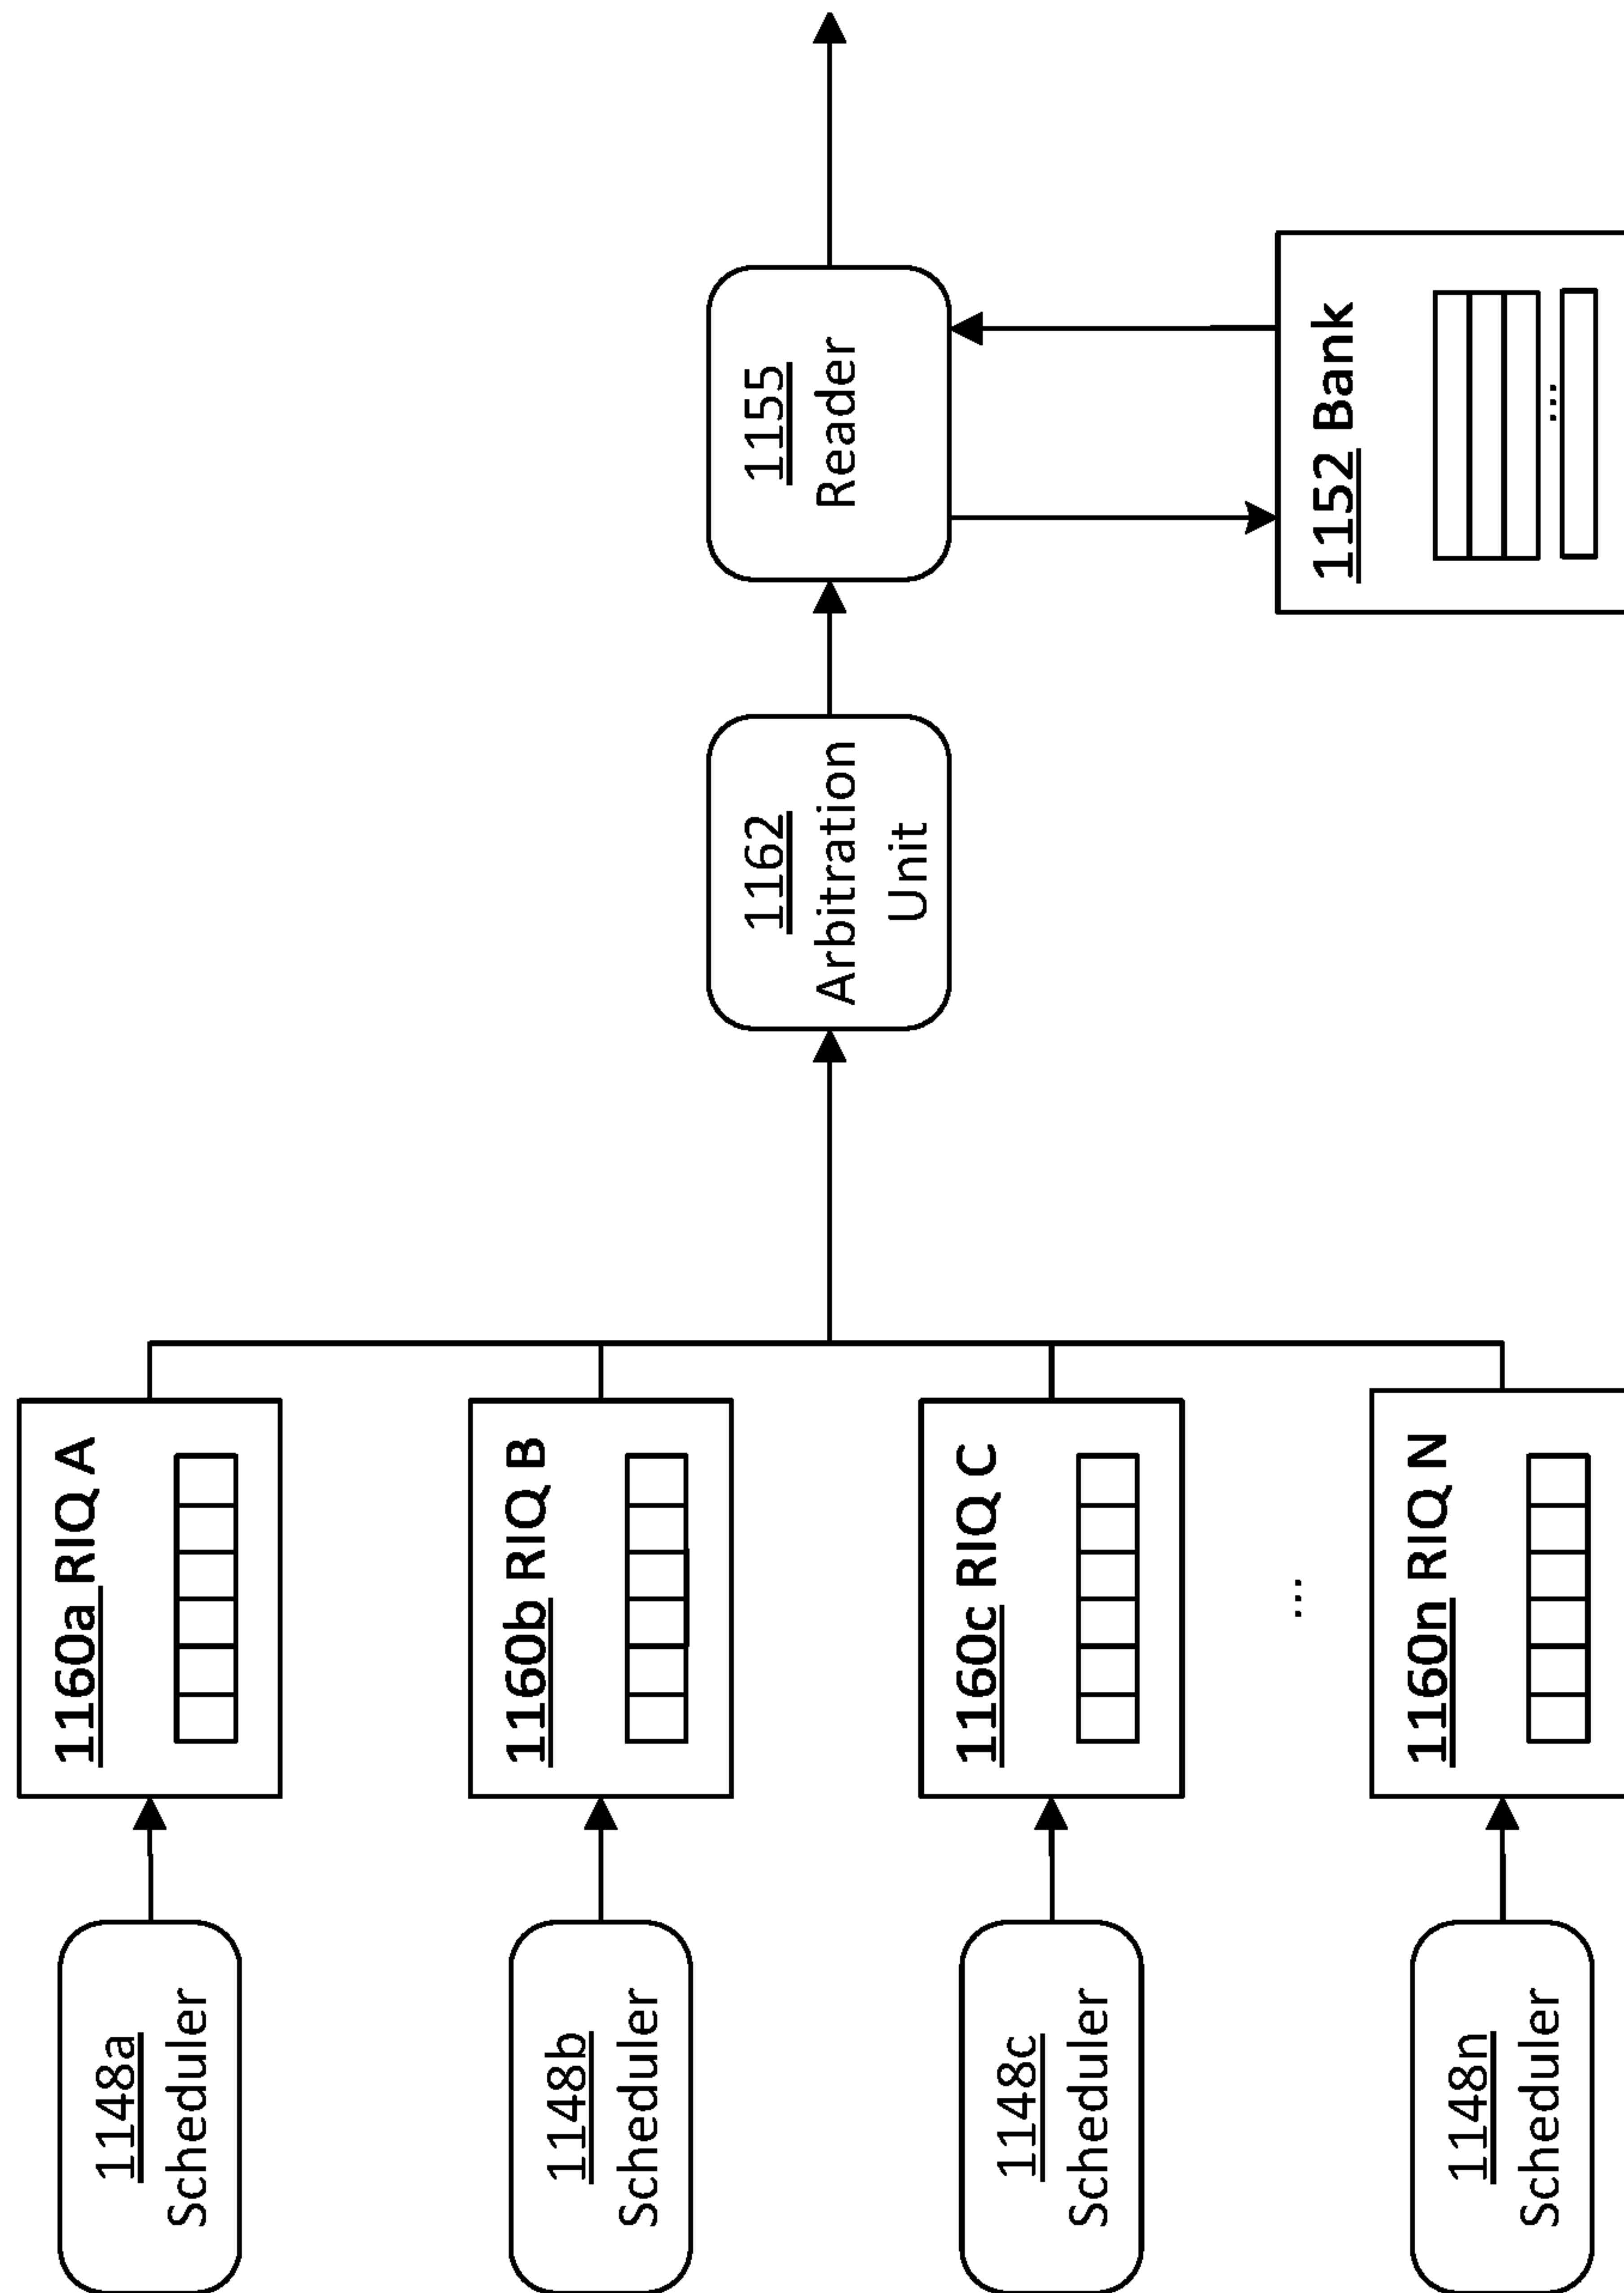 1148a
Scheduler
1160a RIQ A
1148b
Scheduler
1160b RIQ B
1162
Arbitration
Unit
1155
Reader
1148c
Scheduler
1160c RIQ C
...
1152 Bank
...
1148n
Scheduler
1160n RIQ N